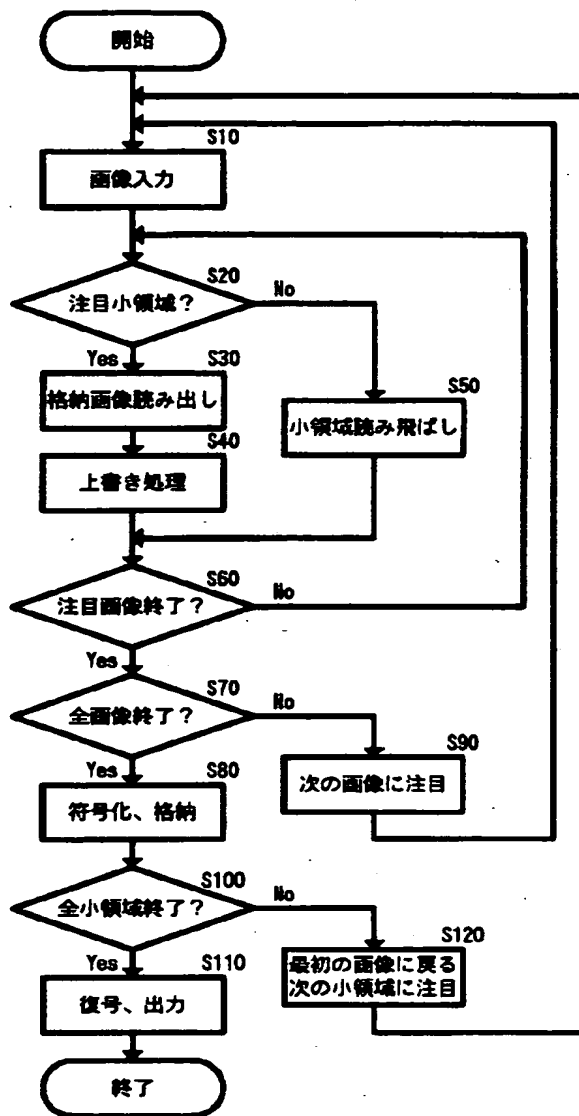 開始
S10
画像入力
S20
注目小領域?
No
Yes
S30
格納画像読み出し
S50
小領域読み飛ばし
S40
上書き処理
S60
注目画像終了?
No
Yes
S70
全画像終了?
No
Yes
S80
符号化、格納
S90
次の画像に注目
S100
全小領域終了?
No
Yes
S110
復号、出力
S120
最初の画像に戻る
次の小領域に注目
終了